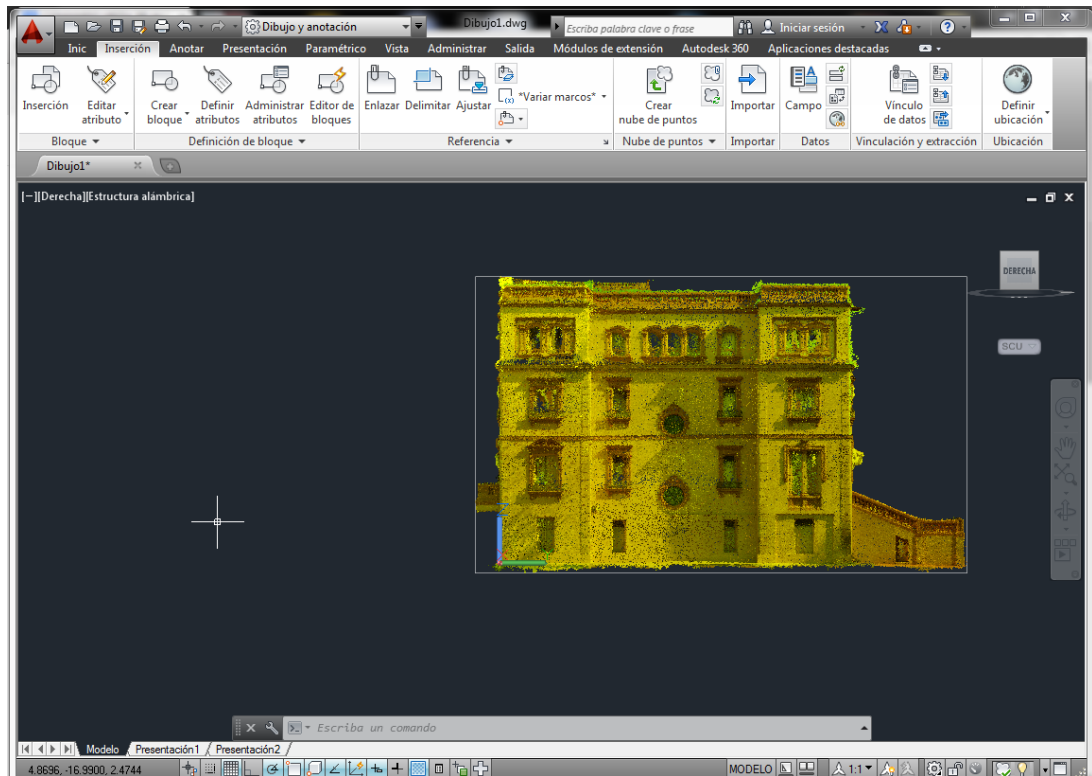 Dibujo y anotación Dibujo1.dwg Escriba palabra clave o frase Iniciar sesión
Inic Inserción Anotar Presentación Paramétrico Vista Administrar Salida Módulos de extensión Autodesk 360 Aplicaciones destacadas
Inserción Editar atributo Crear bloque Definir atributos Administrar atributos Editor de bloques Enlazar Delimitar Ajustar *Variar marcos* Crear nube de puntos Importar Campo Vínculo de datos Definir ubicación
Bloque Definición de bloque Referencia Nube de puntos Importar Datos Vinculación y extracción Ubicación
Dibujo1*
[−][Derecha][Estructura alámbrica]
DERECHA
SCU
Escriba un comando
Modelo Presentación1 Presentación2
4.8696, -16.9900, 2.4744 MODELO 1:1